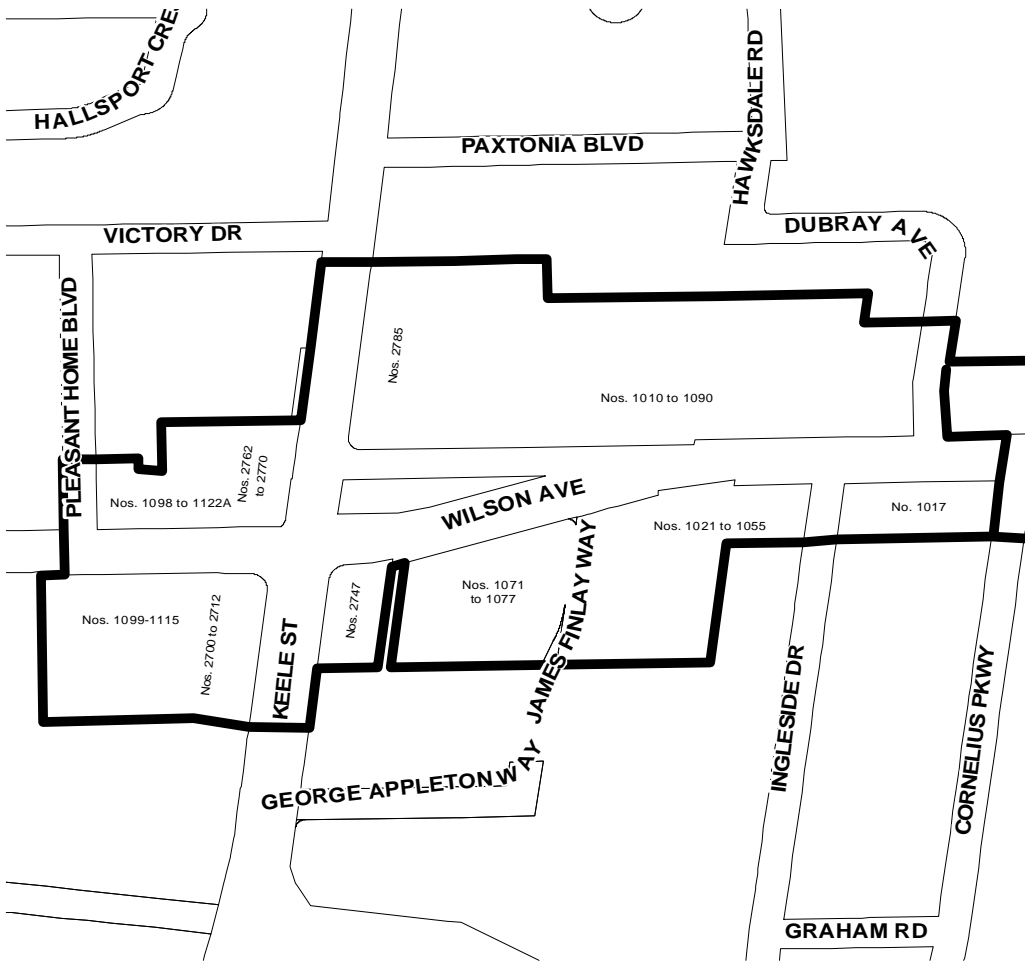 HALLSPORT CRE
HAWKSDALE RD
PAXTONIA BLVD
VICTORY DR
DUBRAY AVE
PLEASANT HOME BLVD
Nos. 2785
Nos. 1010 to 1090
Nos. 2762
to 2770
Nos. 1098 to 1122A
WILSON AVE
No. 1017
Nos. 1021 to 1055
Nos. 1071
to 1077
Nos. 2747
JAMES FINLAY WAY
Nos. 1099-1115
Nos. 2700 to 2712
KEELE ST
INGLESIDE DR
CORNELIUS PKWY
GEORGE APPLETON WAY
GRAHAM RD